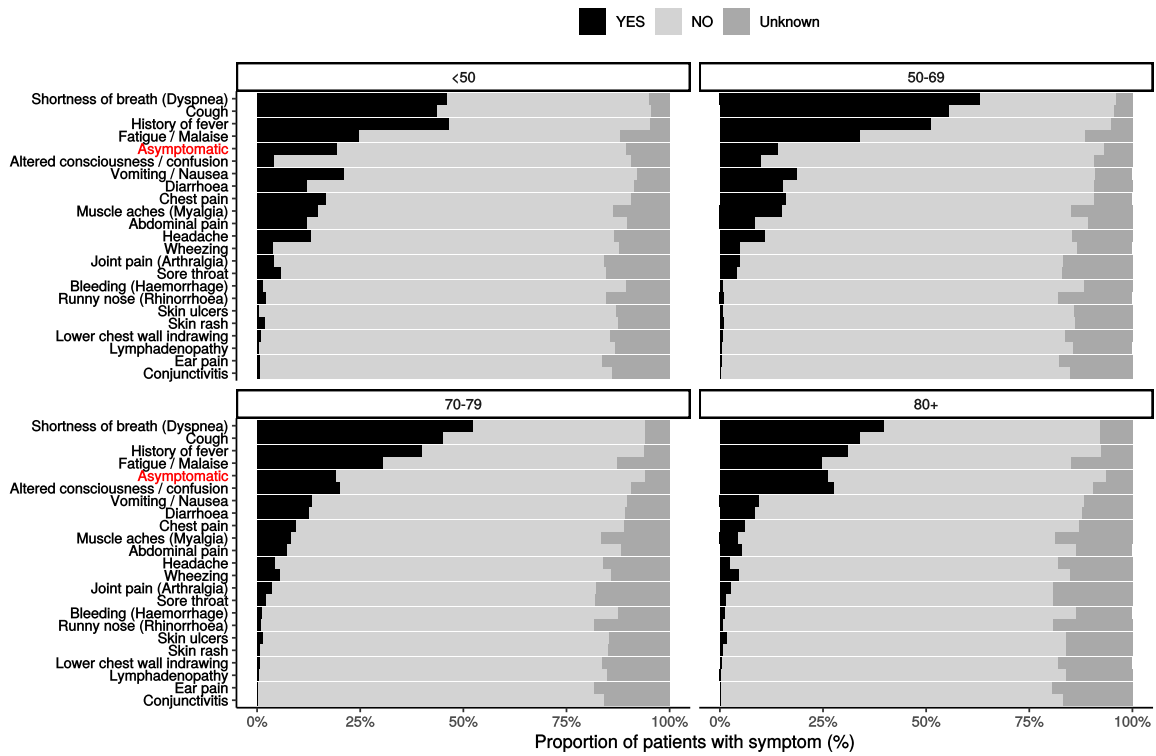 YES NO Unknown
<50 50-69
Shortness of breath (Dyspnea)
Cough
History of fever
Fatigue / Malaise
Asymptomatic
Altered consciousness / confusion
Vomiting / Nausea
Diarrhoea
Chest pain
Muscle aches (Myalgia)
Abdominal pain
Headache
Wheezing
Joint pain (Arthralgia)
Sore throat
Bleeding (Haemorrhage)
Runny nose (Rhinorrhoea)
Skin ulcers
Skin rash
Lower chest wall indrawing
Lymphadenopathy
Ear pain
Conjunctivitis
70-79 80+
Shortness of breath (Dyspnea)
Cough
History of fever
Fatigue / Malaise
Asymptomatic
Altered consciousness / confusion
Vomiting / Nausea
Diarrhoea
Chest pain
Muscle aches (Myalgia)
Abdominal pain
Headache
Wheezing
Joint pain (Arthralgia)
Sore throat
Bleeding (Haemorrhage)
Runny nose (Rhinorrhoea)
Skin ulcers
Skin rash
Lower chest wall indrawing
Lymphadenopathy
Ear pain
Conjunctivitis
0% 25% 50% 75% 100% 0% 25% 50% 75% 100%
Proportion of patients with symptom (%)